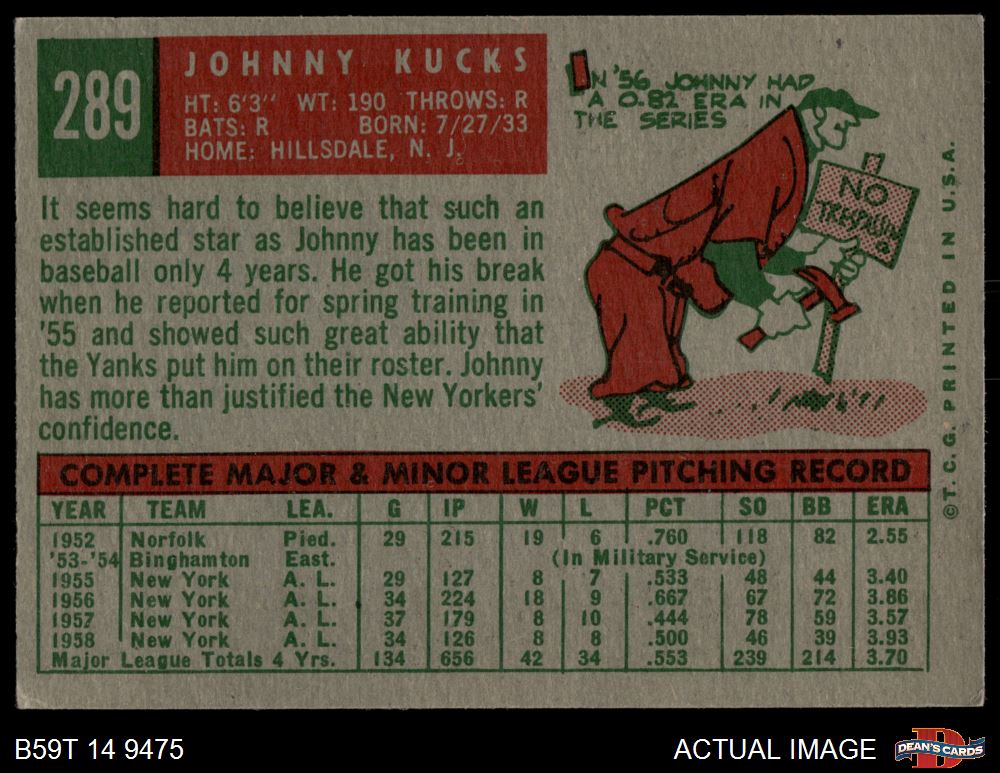 289
JOHNNY KUCKS
HT: 6'3" WT: 190 THROWS: R
BATS: R BORN: 7/27/33
HOME: HILLSDALE, N. J.
IN '56 JOHNNY HAD
A 0.82 ERA IN
THE SERIES
NO
TRESPASSING
It seems hard to believe that such an
established star as Johnny has been in
baseball only 4 years. He got his break
when he reported for spring training in
'55 and showed such great ability that
the Yanks put him on their roster. Johnny
has more than justified the New Yorkers'
confidence.
©T. C. G. PRINTED IN U.S.A.
COMPLETE MAJOR & MINOR LEAGUE PITCHING RECORD
YEAR TEAM LEA. G IP W L PCT SO BB ERA
1952 Norfolk Pied. 29 215 19 6 .760 118 82 2.55
'53-'54 Binghamton East. (In Military Service)
1955 New York A. L. 29 127 8 7 .533 48 44 3.40
1956 New York A. L. 34 224 18 9 .667 67 72 3.86
1957 New York A. L. 37 179 8 10 .444 78 59 3.57
1958 New York A. L. 34 126 8 8 .500 46 39 3.93
Major League Totals 4 Yrs. 134 656 42 34 .553 239 214 3.70
B59T 14 9475
ACTUAL IMAGE
DEAN'S CARDS